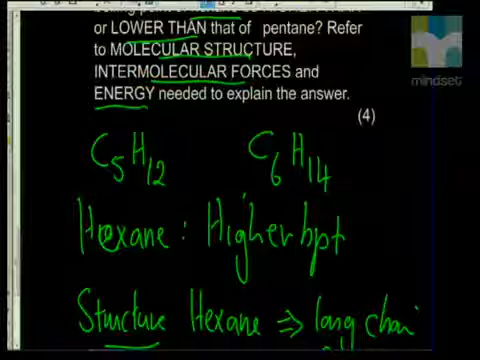 or LOWER THAN that of pentane? Refer
to MOLECULAR STRUCTURE,
INTERMOLECULAR FORCES and
ENERGY needed to explain the answer.
(4)
mindset
C5H12 C6H14
Hexane : Higher bpt
Structure Hexane ⇒ long chain